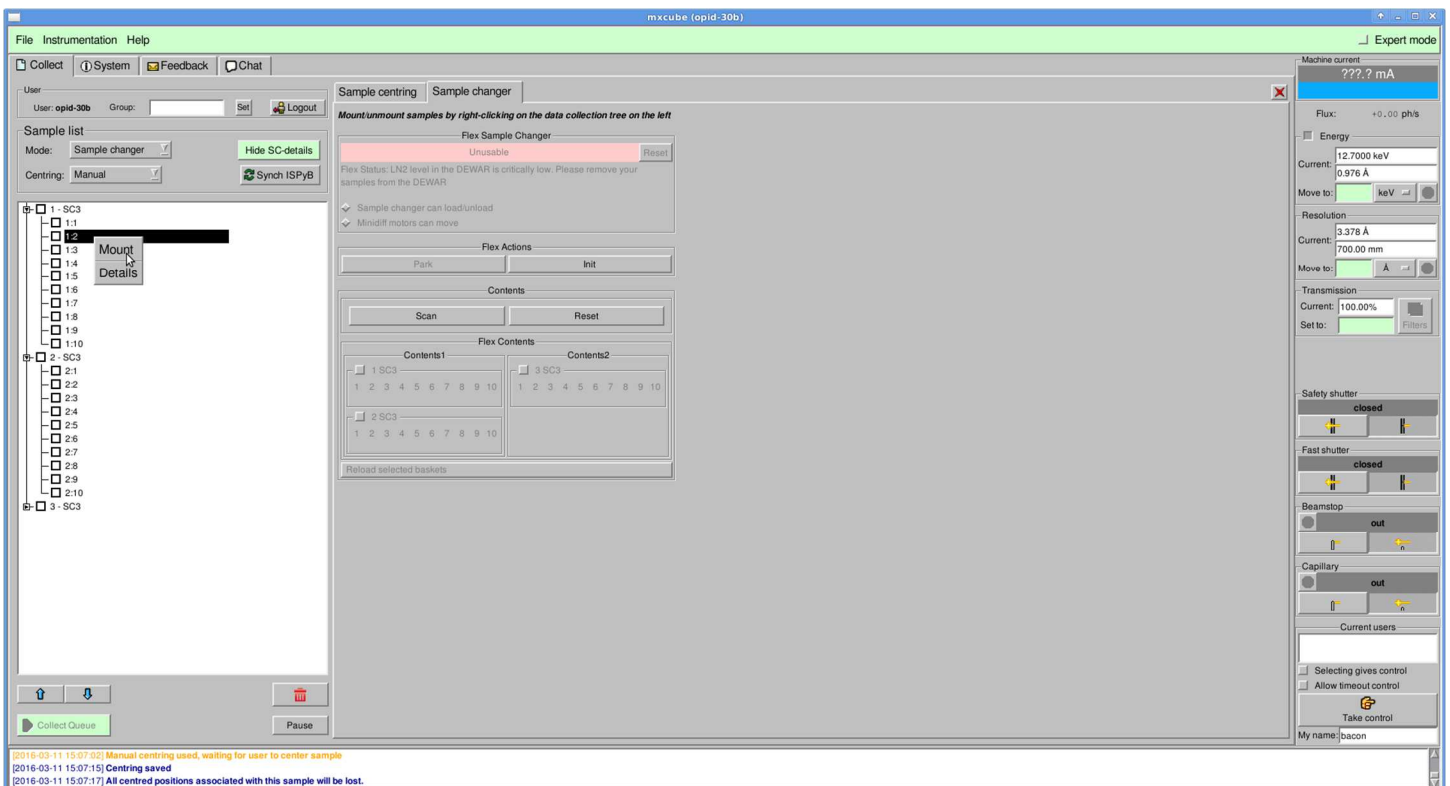 mxcube (opid-30b)
File Instrumentation Help
Expert mode
Collect System Feedback Chat
User
User: opid-30b Group: Set Logout
Sample list
Mode: Sample changer Hide SC-details
Centring: Manual Synch ISPyB
1 - SC3
1:1
1:2
1:3
1:4
1:5
1:6
1:7
1:8
1:9
1:10
2 - SC3
2:1
2:2
2:3
2:4
2:5
2:6
2:7
2:8
2:9
2:10
3 - SC3
Mount
Details
Collect Queue Pause
Sample centring Sample changer
Mount/unmount samples by right-clicking on the data collection tree on the left
Flex Sample Changer
Unusable Reset
Flex Status: LN2 level in the DEWAR is critically low. Please remove your
samples from the DEWAR
Sample changer can load/unload
Minidiff motors can move
Flex Actions
Park Init
Contents
Scan Reset
Flex Contents
Contents1 Contents2
1 SC3 3 SC3
1 2 3 4 5 6 7 8 9 10 1 2 3 4 5 6 7 8 9 10
2 SC3
1 2 3 4 5 6 7 8 9 10
Reload selected baskets
Machine current
???.? mA
Flux: +0.00 ph/s
Energy
Current: 12.7000 keV
0.976 Å
Move to: keV
Resolution
Current: 3.378 Å
700.00 mm
Move to: Å
Transmission
Current: 100.00%
Set to: Filters
Safety shutter
closed
Fast shutter
closed
Beamstop
out
Capillary
out
Current users
Selecting gives control
Allow timeout control
Take control
My name: bacon
[2016-03-11 15:07:02] Manual centring used, waiting for user to center sample
[2016-03-11 15:07:15] Centring saved
[2016-03-11 15:07:17] All centred positions associated with this sample will be lost.